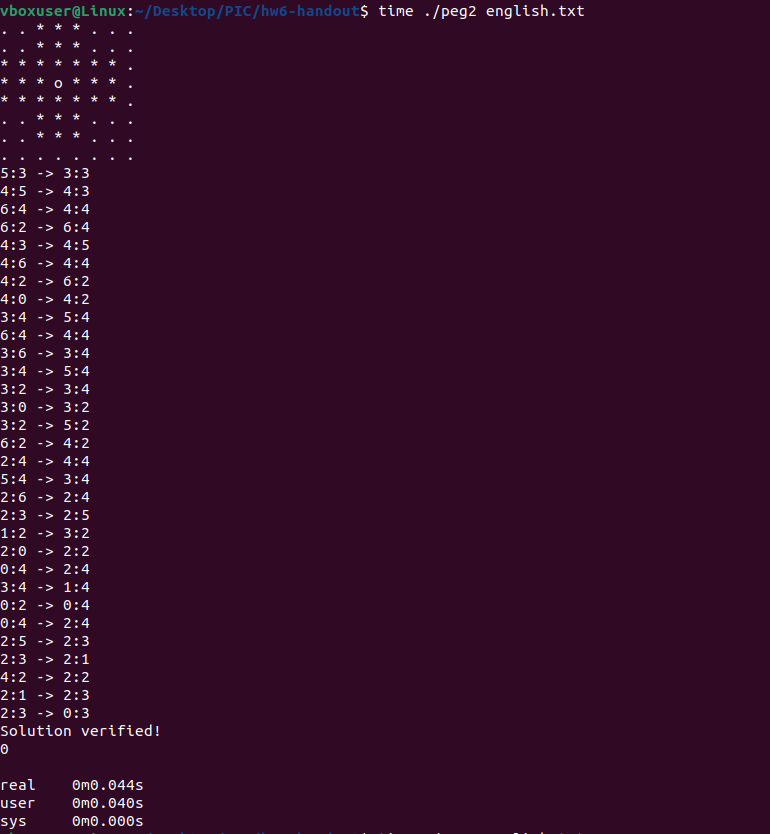 vboxuser@Linux:~/Desktop/PIC/hw6-handout$ time ./peg2 english.txt
. . * * * . . .
. . * * * . . .
* * * * * * * .
* * * o * * * .
* * * * * * * .
. . * * * . . .
. . * * * . . .
. . . . . . . .
5:3 -> 3:3
4:5 -> 4:3
6:4 -> 4:4
6:2 -> 6:4
4:3 -> 4:5
4:6 -> 4:4
4:2 -> 6:2
4:0 -> 4:2
3:4 -> 5:4
6:4 -> 4:4
3:6 -> 3:4
3:4 -> 5:4
3:2 -> 3:4
3:0 -> 3:2
3:2 -> 5:2
6:2 -> 4:2
2:4 -> 4:4
5:4 -> 3:4
2:6 -> 2:4
2:3 -> 2:5
1:2 -> 3:2
2:0 -> 2:2
0:4 -> 2:4
3:4 -> 1:4
0:2 -> 0:4
0:4 -> 2:4
2:5 -> 2:3
2:3 -> 2:1
4:2 -> 2:2
2:1 -> 2:3
2:3 -> 0:3
Solution verified!
0
real 0m0.044s
user 0m0.040s
sys 0m0.000s